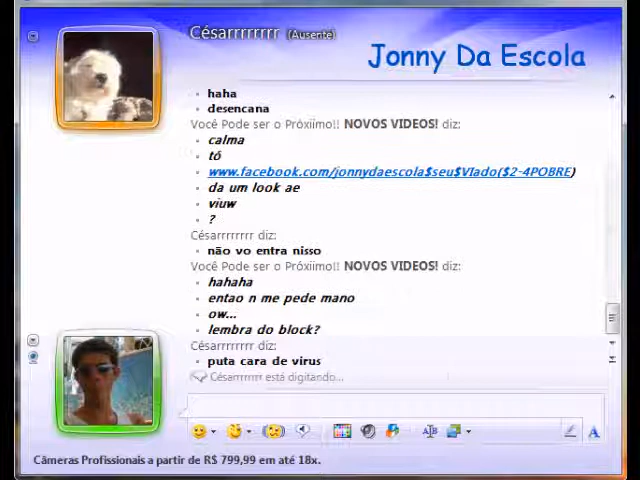 Césarrrrrrrr (Ausente)
Jonny Da Escola
haha
desencana
Você Pode ser o Próxiimo!! NOVOS VIDEOS! diz:
calma
tó
www.facebook.com/jonnydaescola$seu$VIado($2-4POBRE)
da um look ae
viuw
?
Césarrrrrrrr diz:
não vo entra nisso
Você Pode ser o Próxiimo!! NOVOS VIDEOS! diz:
hahaha
entao n me pede mano
ow...
lembra do block?
Césarrrrrrrr diz:
puta cara de virus
Césarrrrrrrr está digitando...
Câmeras Profissionais a partir de R$ 799,99 em até 18x.